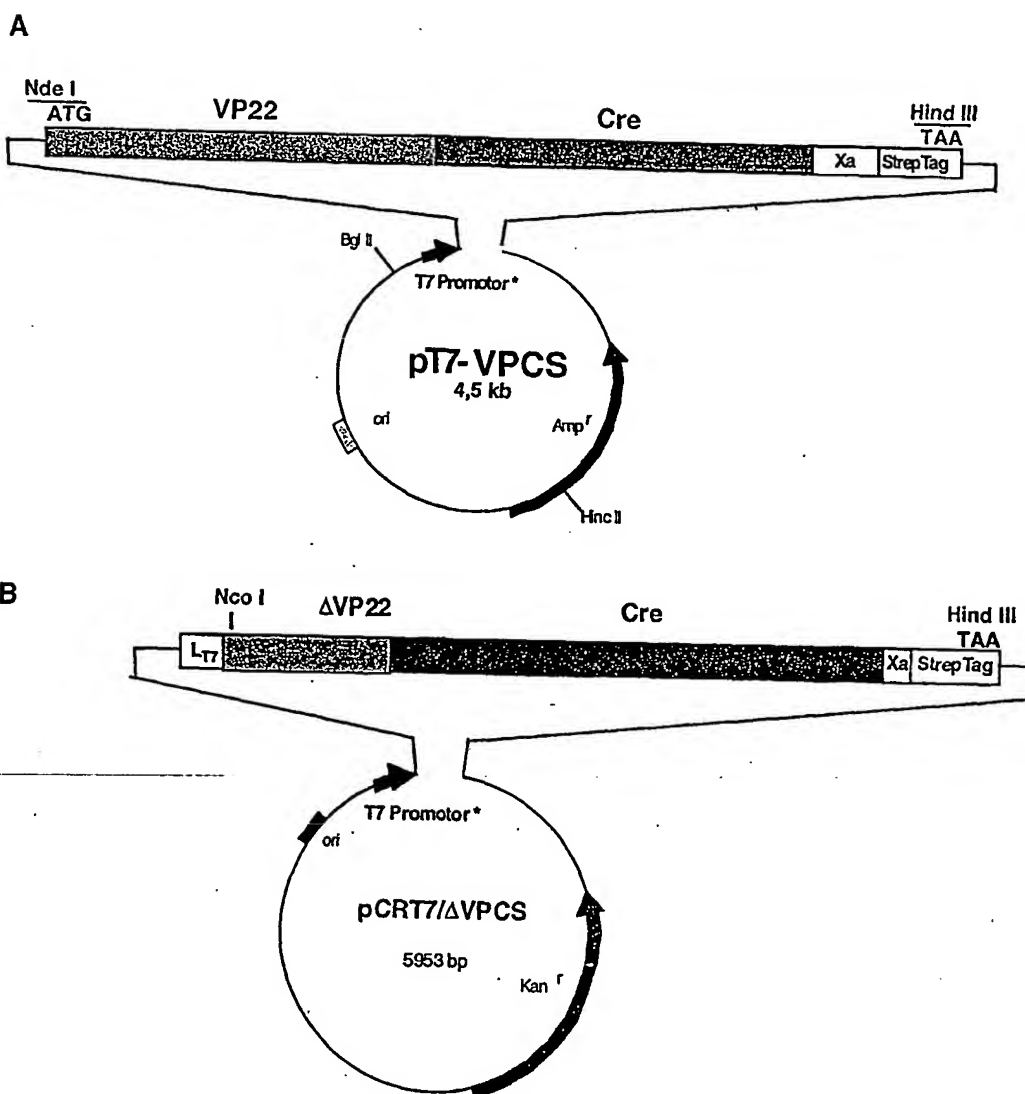 A
Nde I
ATG
VP22
Cre
Hind III
TAA
Xa
StrepTag
Bgl II
T7 Promotor*
pT7-VPCS
4,5 kb
ori
Amp r
Hinc II
B
Nco I
ΔVP22
Cre
Hind III
TAA
LT7
Xa
StrepTag
T7 Promotor*
ori
pCRT7/ΔVPCS
5953 bp
Kan r